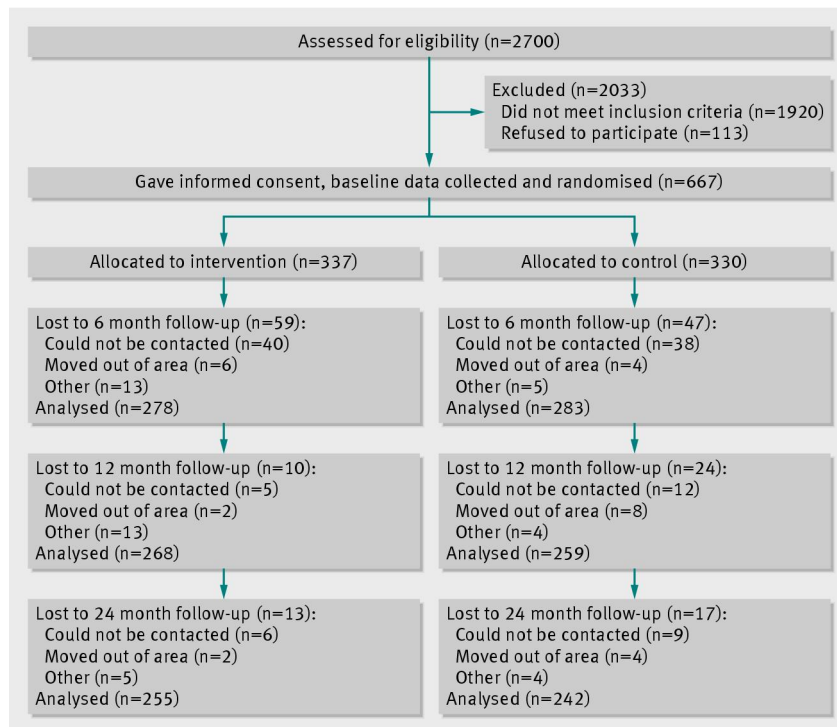 Assessed for eligibility (n=2700)
Excluded (n=2033)
Did not meet inclusion criteria (n=1920)
Refused to participate (n=113)
Gave informed consent, baseline data collected and randomised (n=667)
Allocated to intervention (n=337)
Lost to 6 month follow-up (n=59):
Could not be contacted (n=40)
Moved out of area (n=6)
Other (n=13)
Analysed (n=278)
Lost to 12 month follow-up (n=10):
Could not be contacted (n=5)
Moved out of area (n=2)
Other (n=13)
Analysed (n=268)
Lost to 24 month follow-up (n=13):
Could not be contacted (n=6)
Moved out of area (n=2)
Other (n=5)
Analysed (n=255)
Allocated to control (n=330)
Lost to 6 month follow-up (n=47):
Could not be contacted (n=38)
Moved out of area (n=4)
Other (n=5)
Analysed (n=283)
Lost to 12 month follow-up (n=24):
Could not be contacted (n=12)
Moved out of area (n=8)
Other (n=4)
Analysed (n=259)
Lost to 24 month follow-up (n=17):
Could not be contacted (n=9)
Moved out of area (n=4)
Other (n=4)
Analysed (n=242)